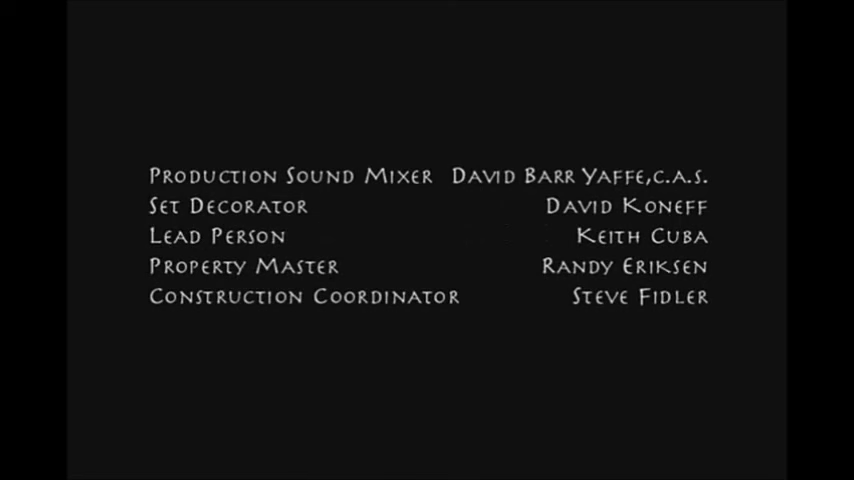 Production Sound Mixer David Barr Yaffe,c.a.s.
Set Decorator David Koneff
Lead Person Keith Cuba
Property Master Randy Eriksen
Construction Coordinator Steve Fidler